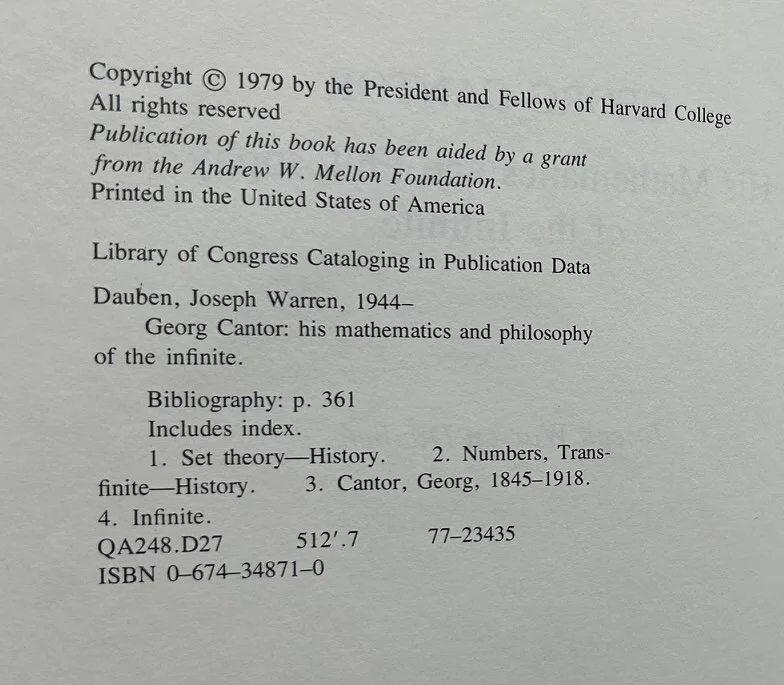 Copyright © 1979 by the President and Fellows of Harvard College
All rights reserved
Publication of this book has been aided by a grant
from the Andrew W. Mellon Foundation.
Printed in the United States of America
Library of Congress Cataloging in Publication Data
Dauben, Joseph Warren, 1944–
Georg Cantor: his mathematics and philosophy
of the infinite.
Bibliography: p. 361
Includes index.
1. Set theory—History. 2. Numbers, Trans-
finite—History. 3. Cantor, Georg, 1845–1918.
4. Infinite.
QA248.D27 512′.7 77–23435
ISBN 0–674–34871–0